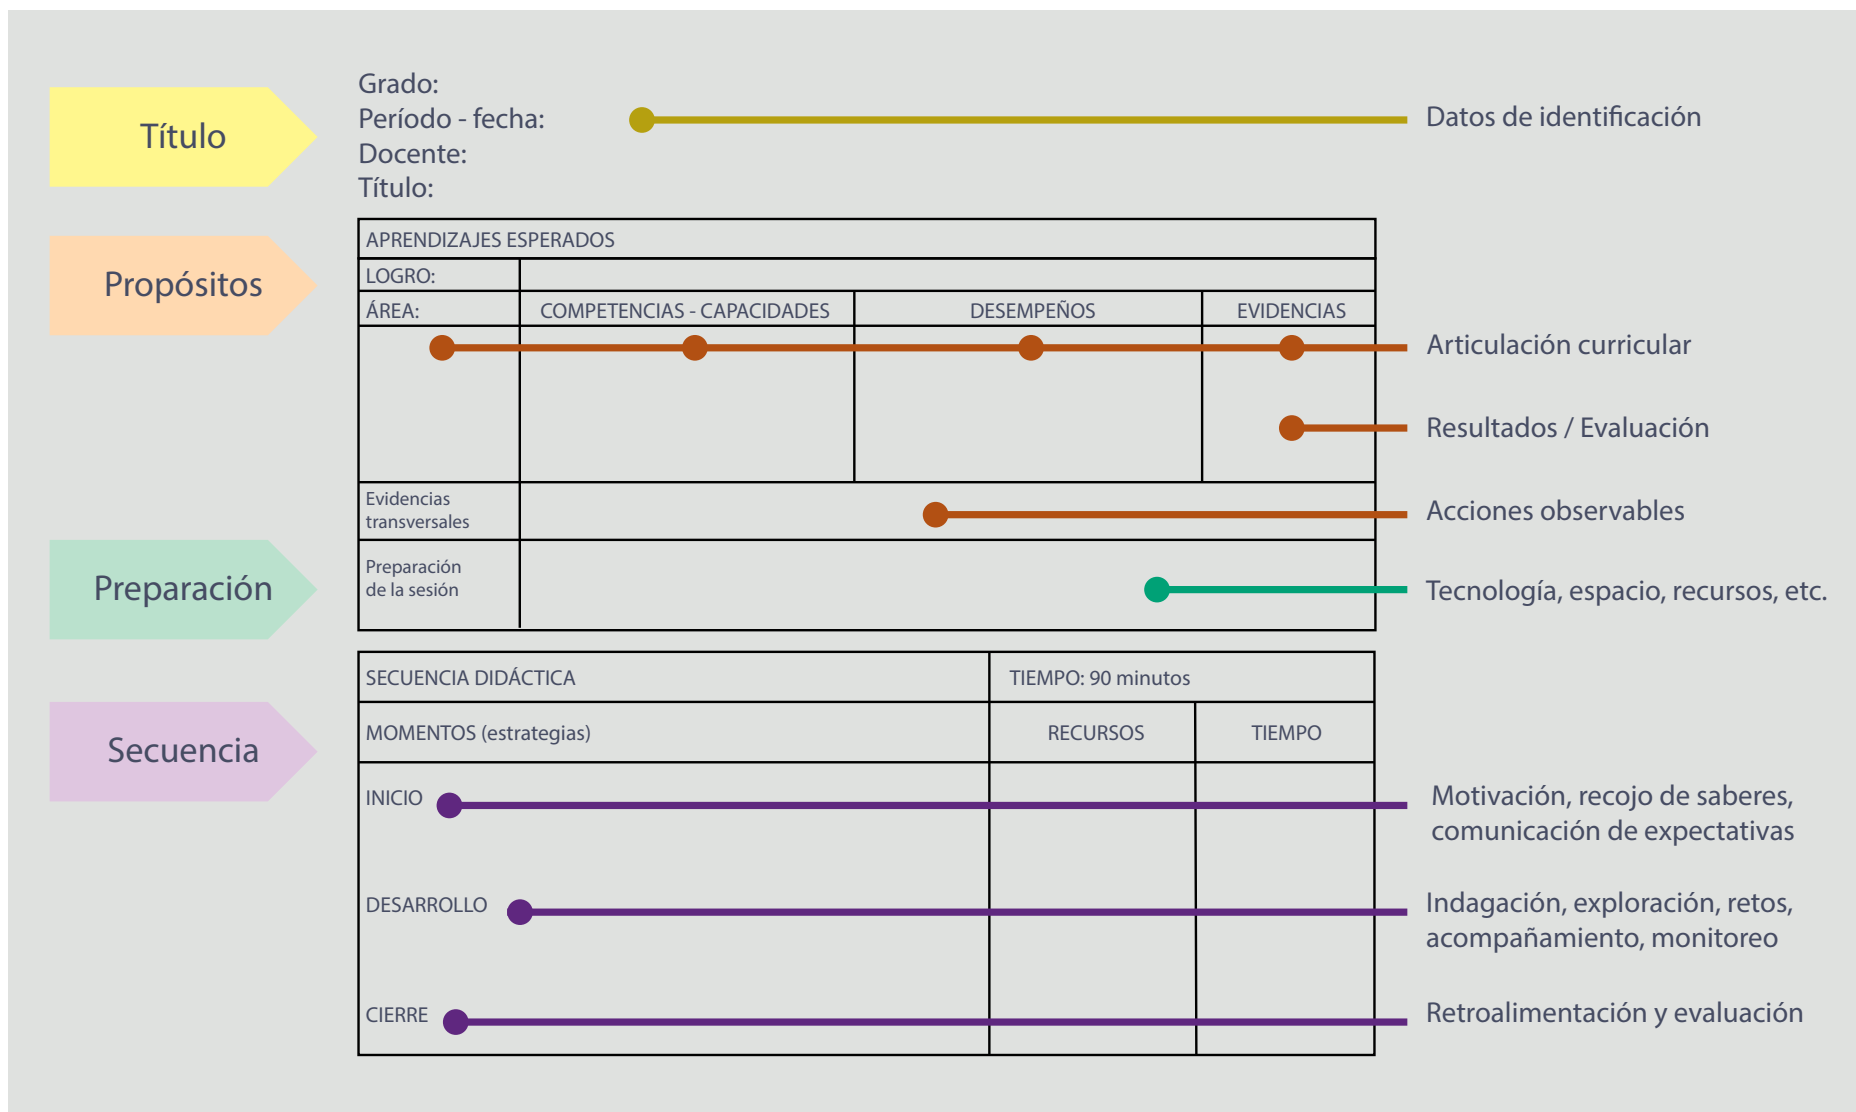 Título
Grado:
Período - fecha:
Docente:
Título:
Datos de identificación
Propósitos
APRENDIZAJES ESPERADOS
LOGRO:
ÁREA:
COMPETENCIAS - CAPACIDADES
DESEMPEÑOS
EVIDENCIAS
Articulación curricular
Resultados / Evaluación
Evidencias
transversales
Acciones observables
Preparación
Preparación
de la sesión
Tecnología, espacio, recursos, etc.
Secuencia
SECUENCIA DIDÁCTICA
TIEMPO: 90 minutos
MOMENTOS (estrategias)
RECURSOS
TIEMPO
INICIO
Motivación, recojo de saberes,
comunicación de expectativas
DESARROLLO
Indagación, exploración, retos,
acompañamiento, monitoreo
CIERRE
Retroalimentación y evaluación